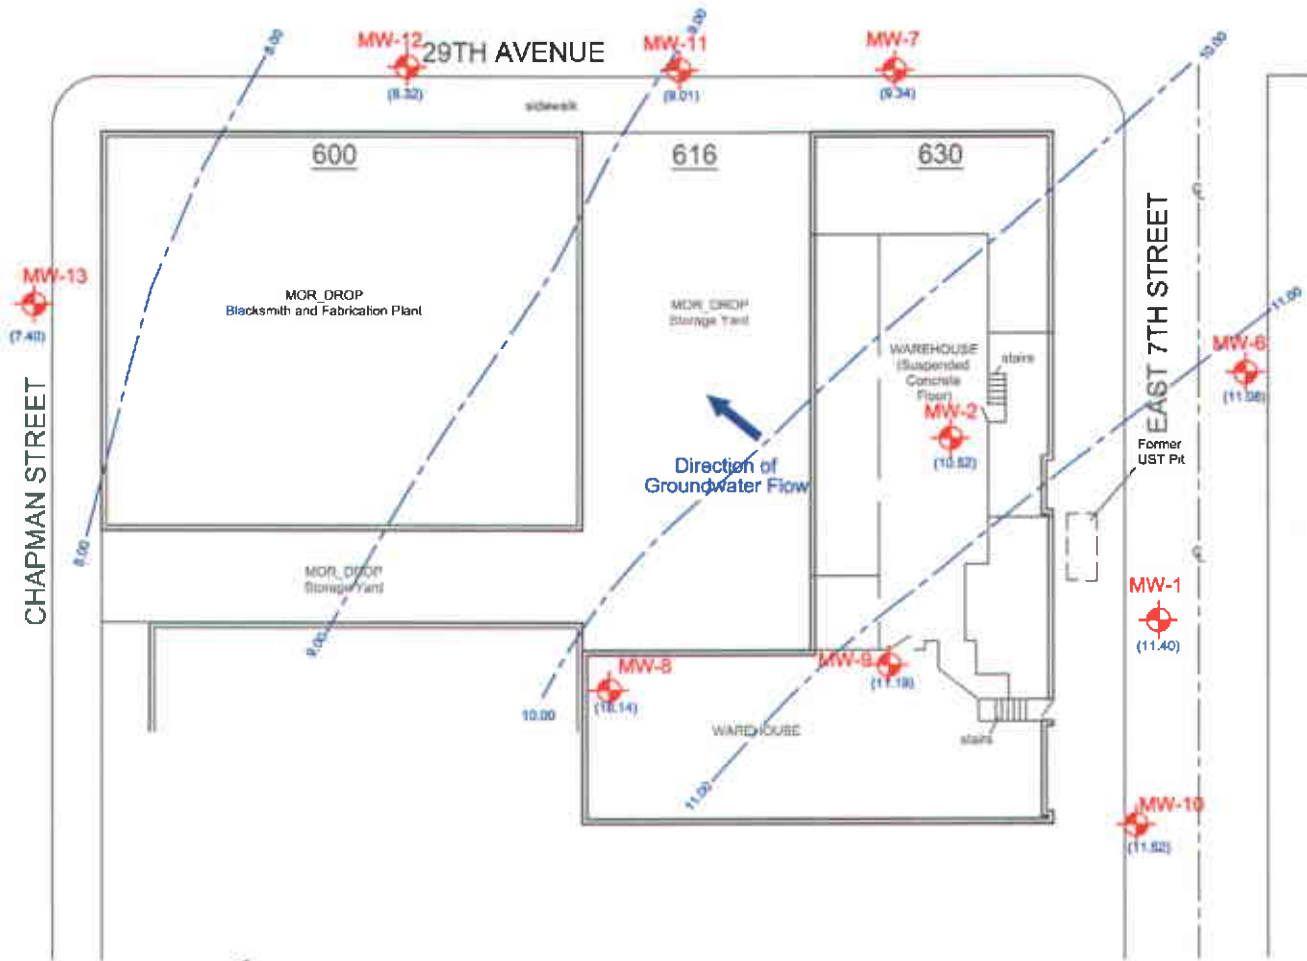 8.00
MW-12
29TH AVENUE
MW-11
9.00
MW-7
10.00
(8.32)
(9.01)
(9.34)
sidewalk
600
616
630
MW-13
(7.40)
MOR_DROP
Blacksmith and Fabrication Plant
MOR_DROP
Storage Yard
EAST 7TH STREET
11.00
MW-6
(11.08)
WAREHOUSE
(Suspended
Concrete
Floor)
stairs
MW-2
(10.52)
CHAPMAN STREET
Direction of
Groundwater Flow
Former
UST Pit
8.00
MOR_DROP
Storage Yard
MW-1
(11.40)
9.00
MW-8
(10.14)
MW-9
(11.19)
10.00
WAREHOUSE
stairs
11.00
MW-10